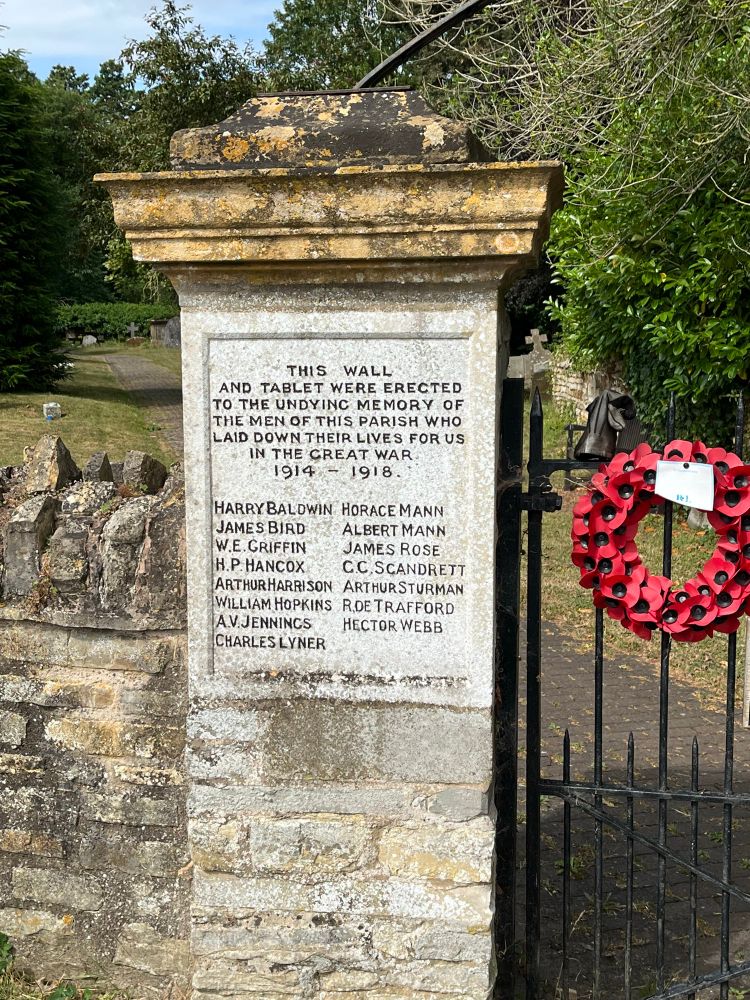 THIS WALL
AND TABLET WERE ERECTED
TO THE UNDYING MEMORY OF
THE MEN OF THIS PARISH WHO
LAID DOWN THEIR LIVES FOR US
IN THE GREAT WAR
1914 - 1918.
HARRY BALDWIN
JAMES BIRD
W.E. GRIFFIN
H.P. HANCOX
ARTHUR HARRISON
WILLIAM HOPKINS
A.V. JENNINGS
CHARLES LYNER
HORACE MANN
ALBERT MANN
JAMES ROSE
C.C. SCANDRETT
ARTHUR STURMAN
R. DE TRAFFORD
HECTOR WEBB